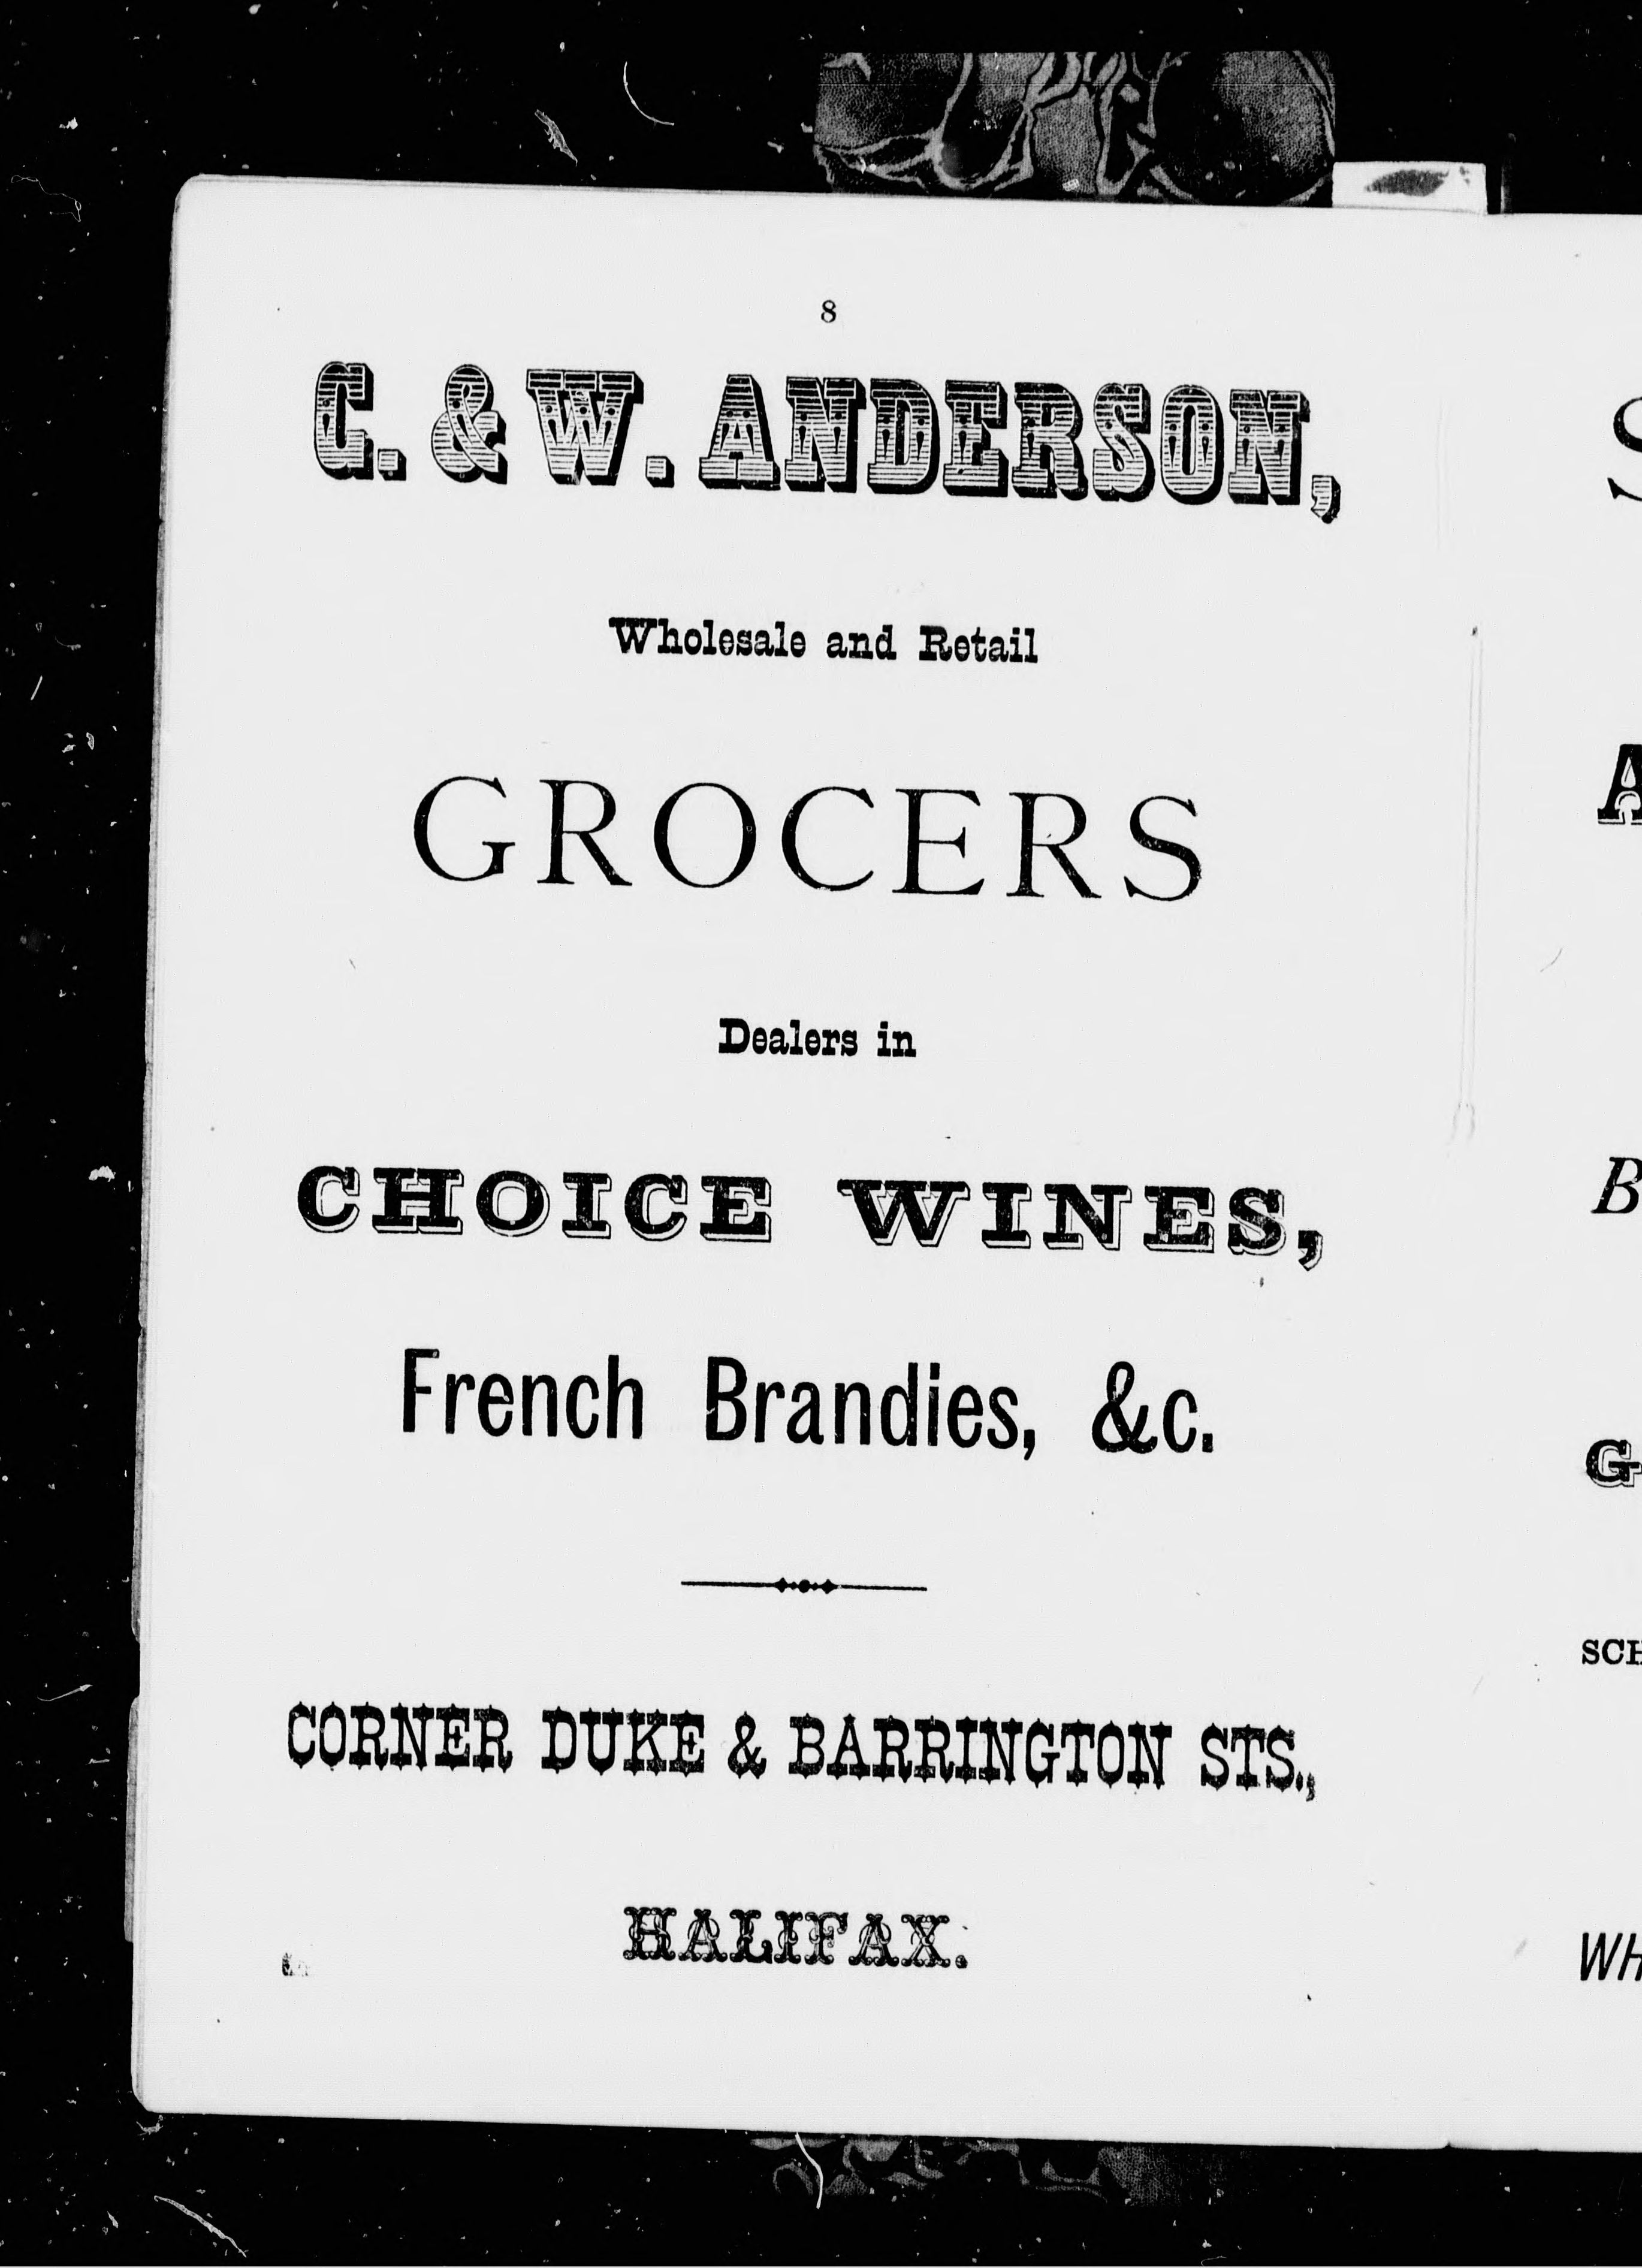 8
C. & W. ANDERSON,
Wholesale and Retail
GROCERS
Dealers in
CHOICE WINES,
French Brandies, &c.
CORNER DUKE & BARRINGTON STS.,
HALIFAX.